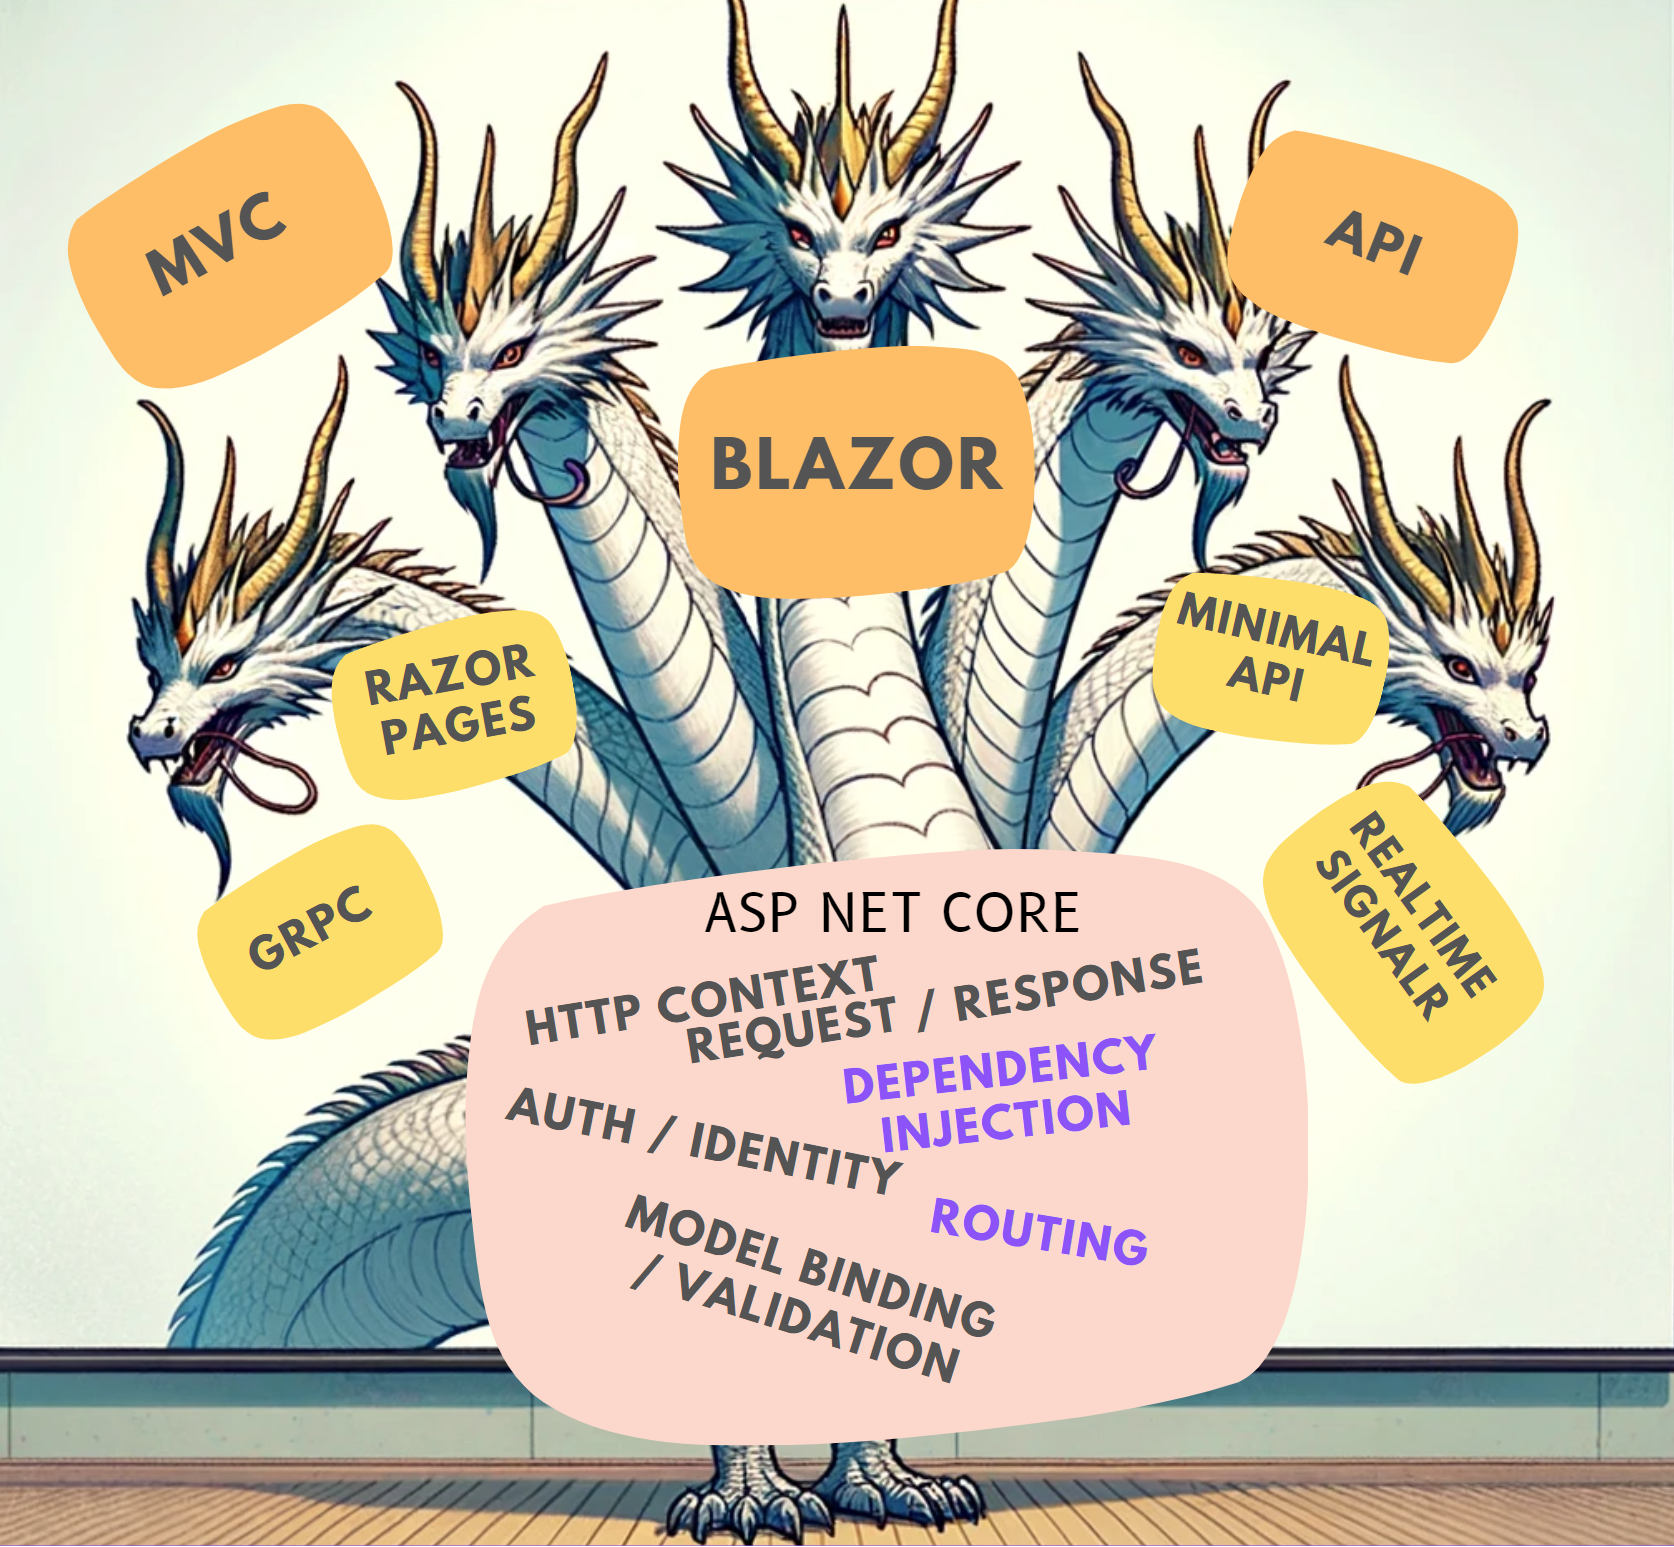 MVC
API
BLAZOR
RAZOR
PAGES
MINIMAL
API
GRPC
REALTIME
SIGNALR
ASP NET CORE
HTTP CONTEXT
REQUEST / RESPONSE
DEPENDENCY
INJECTION
AUTH / IDENTITY
ROUTING
MODEL BINDING
/ VALIDATION